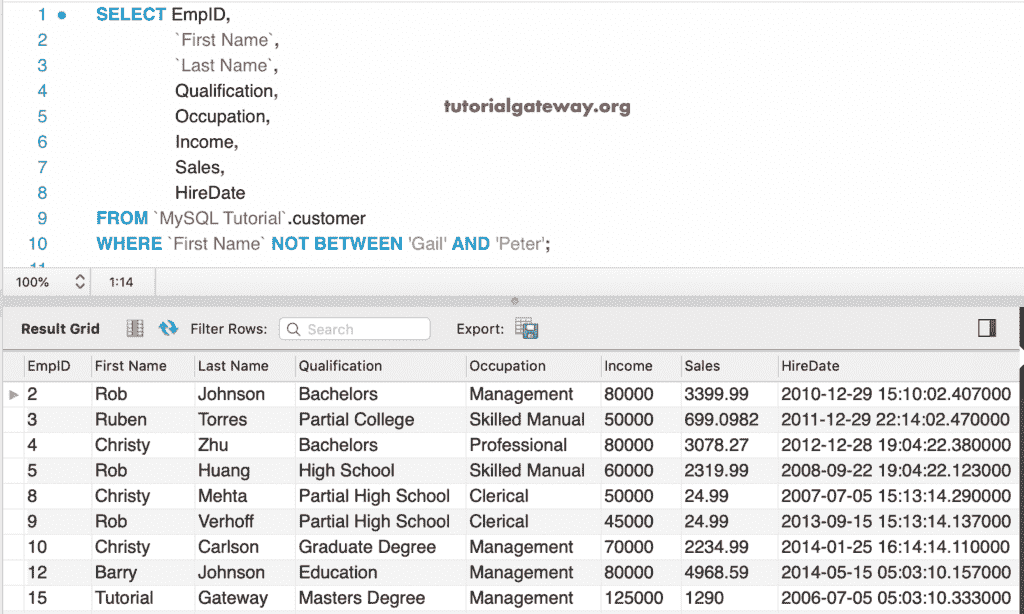 1 SELECT EmpID,
2 `First Name`,
3 `Last Name`,
4 Qualification,
tutorialgateway.org
5 Occupation,
6 Income,
7 Sales,
8 HireDate
9 FROM `MySQL Tutorial`.customer
10 WHERE `First Name` NOT BETWEEN 'Gail' AND 'Peter';
11
100% 1:14
Result Grid Filter Rows: Search Export:
EmpID First Name Last Name Qualification Occupation Income Sales HireDate
2 Rob Johnson Bachelors Management 80000 3399.99 2010-12-29 15:10:02.407000
3 Ruben Torres Partial College Skilled Manual 50000 699.0982 2011-12-29 22:14:02.470000
4 Christy Zhu Bachelors Professional 80000 3078.27 2012-12-28 19:04:22.380000
5 Rob Huang High School Skilled Manual 60000 2319.99 2008-09-22 19:04:22.123000
8 Christy Mehta Partial High School Clerical 50000 24.99 2007-07-05 15:13:14.290000
9 Rob Verhoff Partial High School Clerical 45000 24.99 2013-09-15 15:13:14.137000
10 Christy Carlson Graduate Degree Management 70000 2234.99 2014-01-25 16:14:14.110000
12 Barry Johnson Education Management 80000 4968.59 2014-05-15 05:03:10.157000
15 Tutorial Gateway Masters Degree Management 125000 1290 2006-07-05 05:03:10.333000